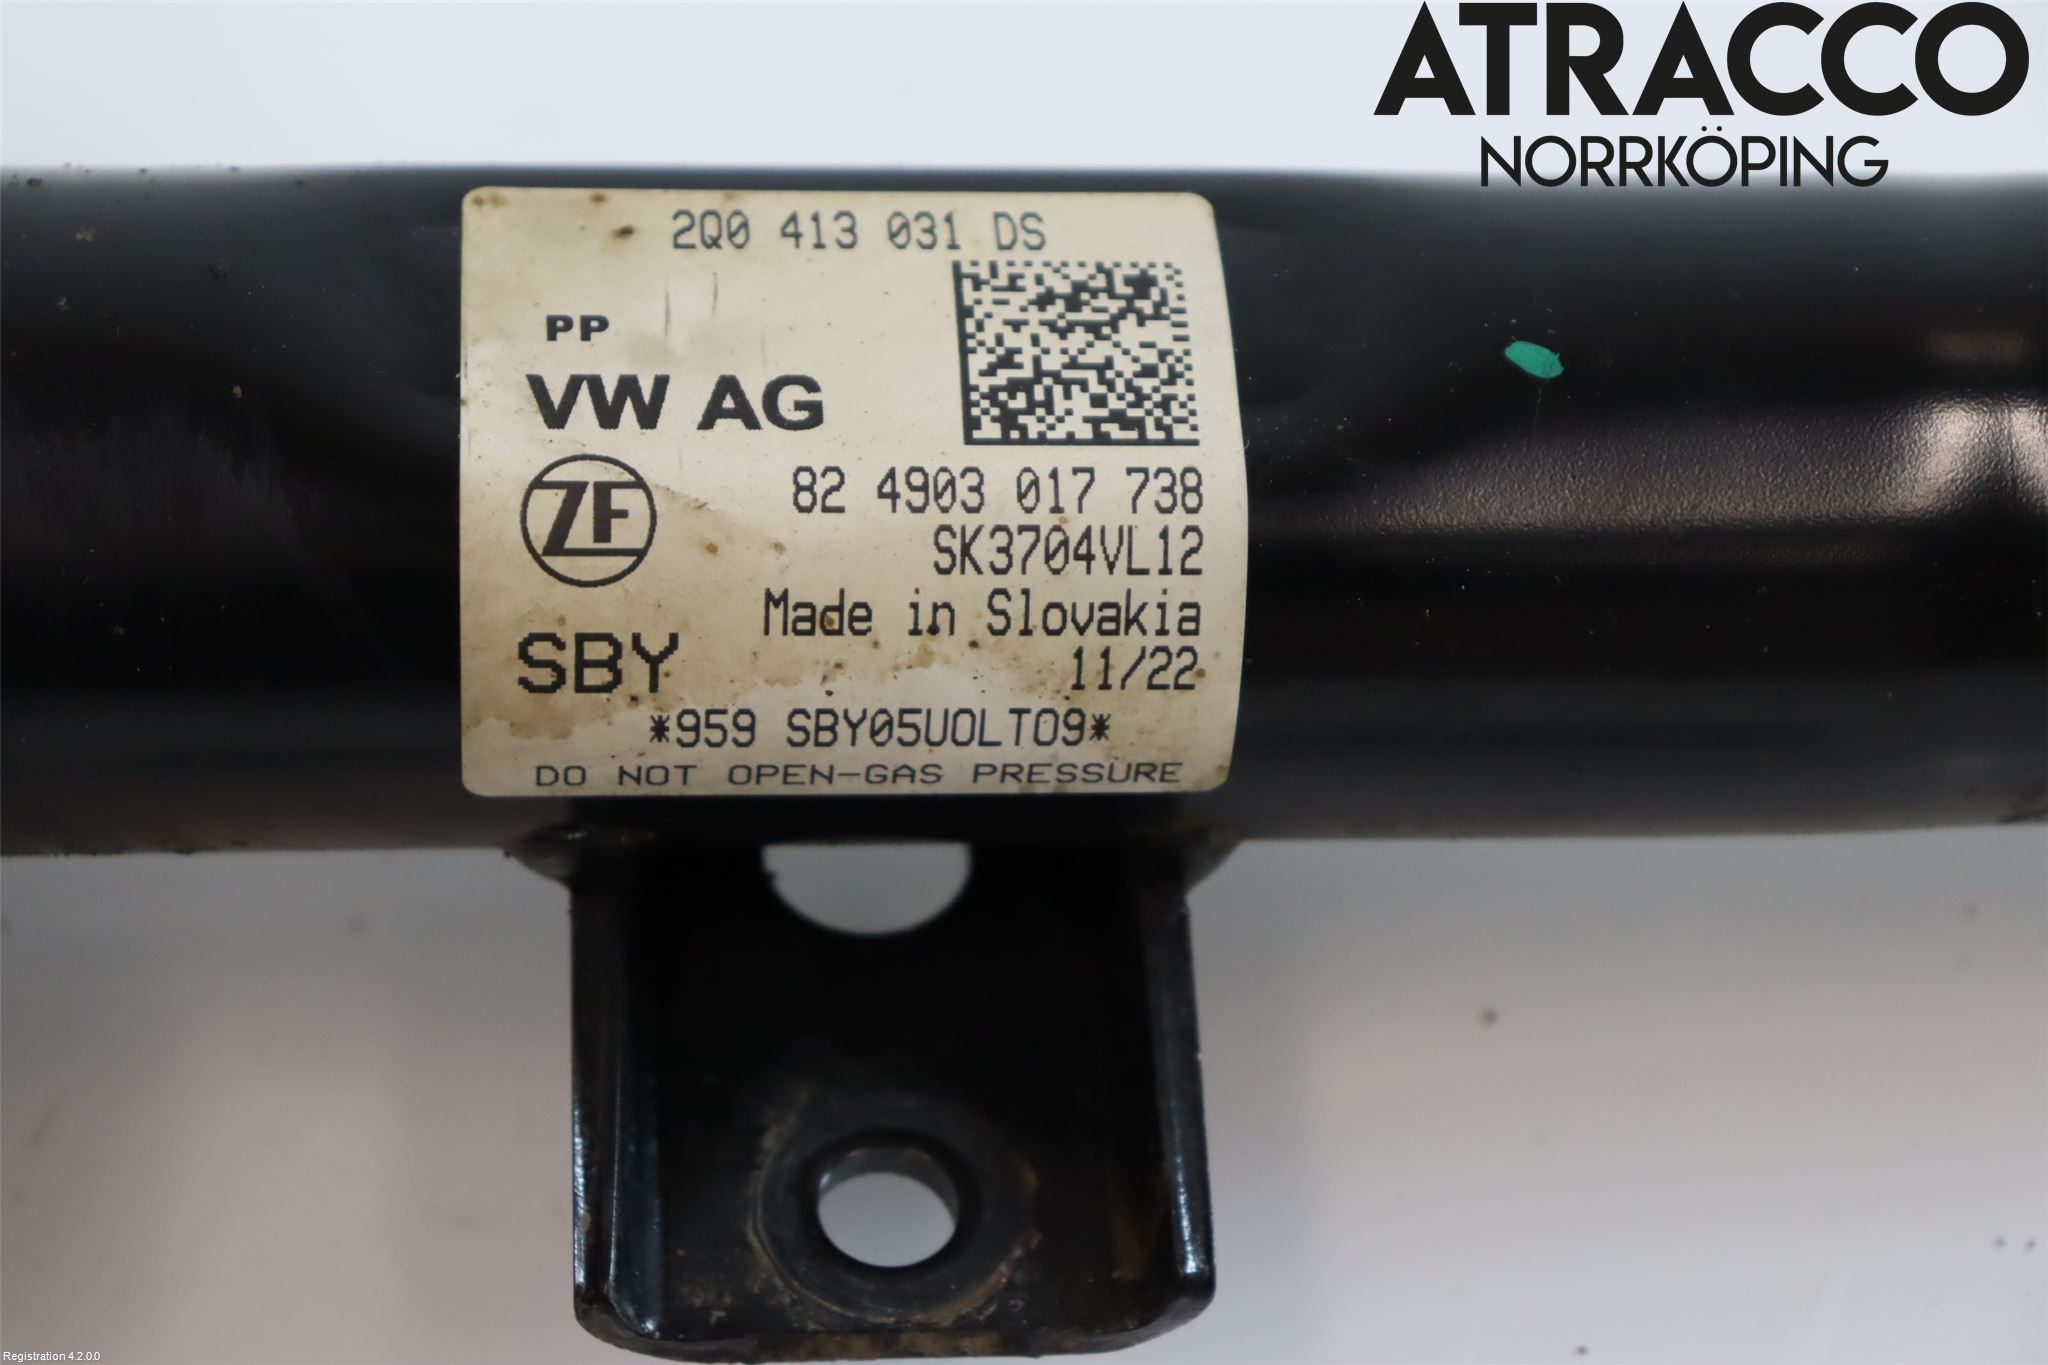 ATRACCO
NORRKÖPING
2Q0 413 031 DS
PP
VW AG
82 4903 017 738
ZF
SK3704VL12
Made in Slovakia
SBY
11/22
*959 SBY05UOLTO9*
DO NOT OPEN-GAS PRESSURE
Registration 4.2.0.0